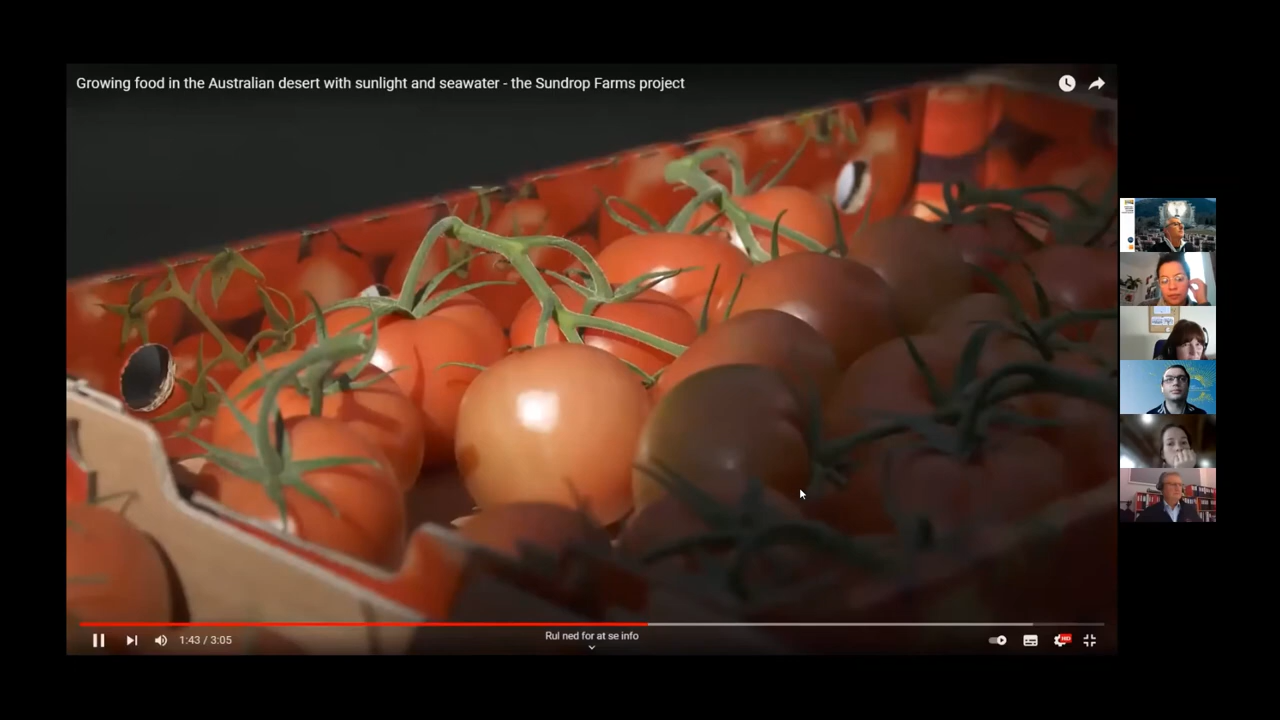 Growing food in the Australian desert with sunlight and seawater - the Sundrop Farms project
1:43 / 3:05
Rul ned for at se info
HD